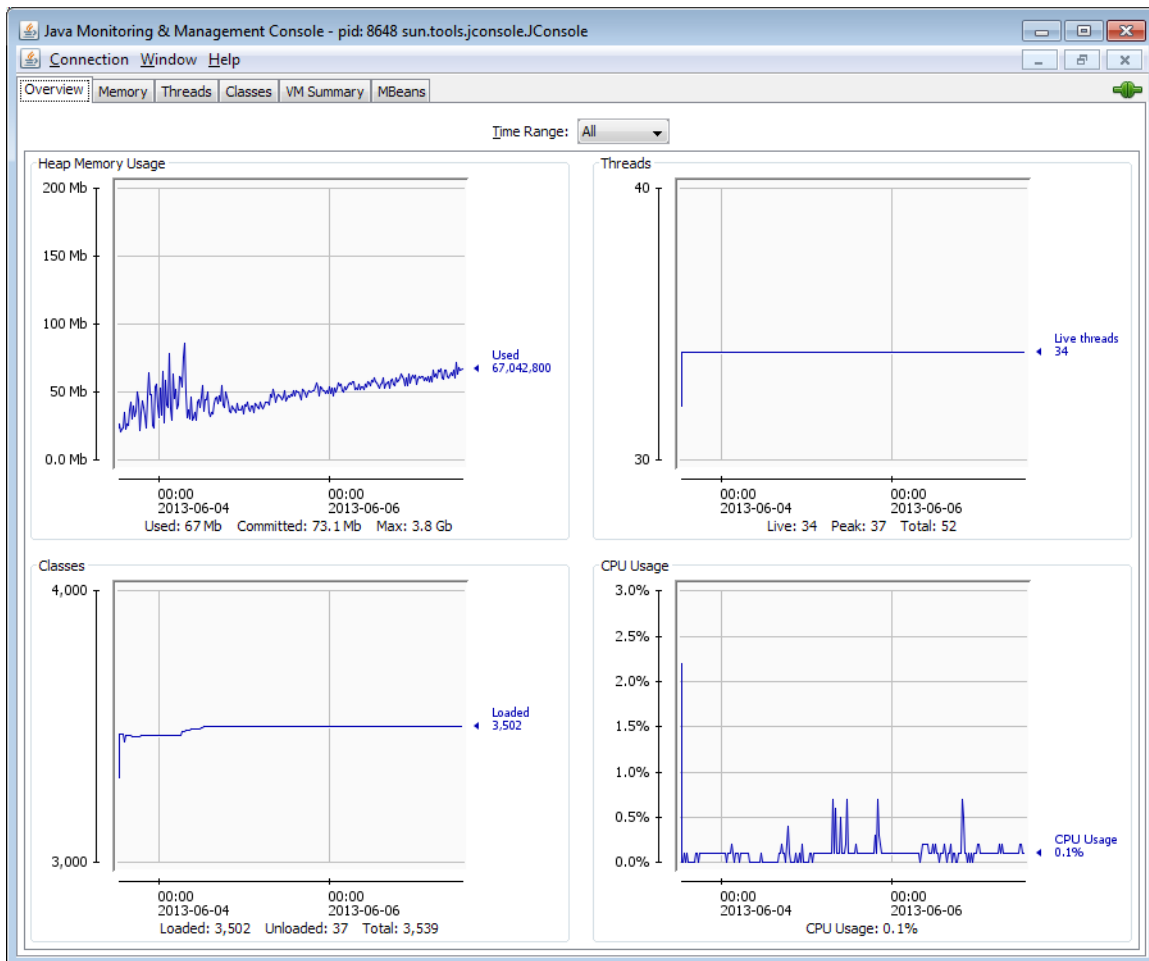 Java Monitoring & Management Console - pid: 8648 sun.tools.jconsole.JConsole
Connection Window Help
Overview Memory Threads Classes VM Summary MBeans
Time Range: All
Heap Memory Usage
200 Mb
150 Mb
100 Mb
50 Mb
0.0 Mb
Used
67,042,800
00:00 00:00
2013-06-04 2013-06-06
Used: 67 Mb Committed: 73.1 Mb Max: 3.8 Gb
Threads
40
30
Live threads
34
00:00 00:00
2013-06-04 2013-06-06
Live: 34 Peak: 37 Total: 52
Classes
4,000
3,000
Loaded
3,502
00:00 00:00
2013-06-04 2013-06-06
Loaded: 3,502 Unloaded: 37 Total: 3,539
CPU Usage
3.0%
2.5%
2.0%
1.5%
1.0%
0.5%
0.0%
CPU Usage
0.1%
00:00 00:00
2013-06-04 2013-06-06
CPU Usage: 0.1%